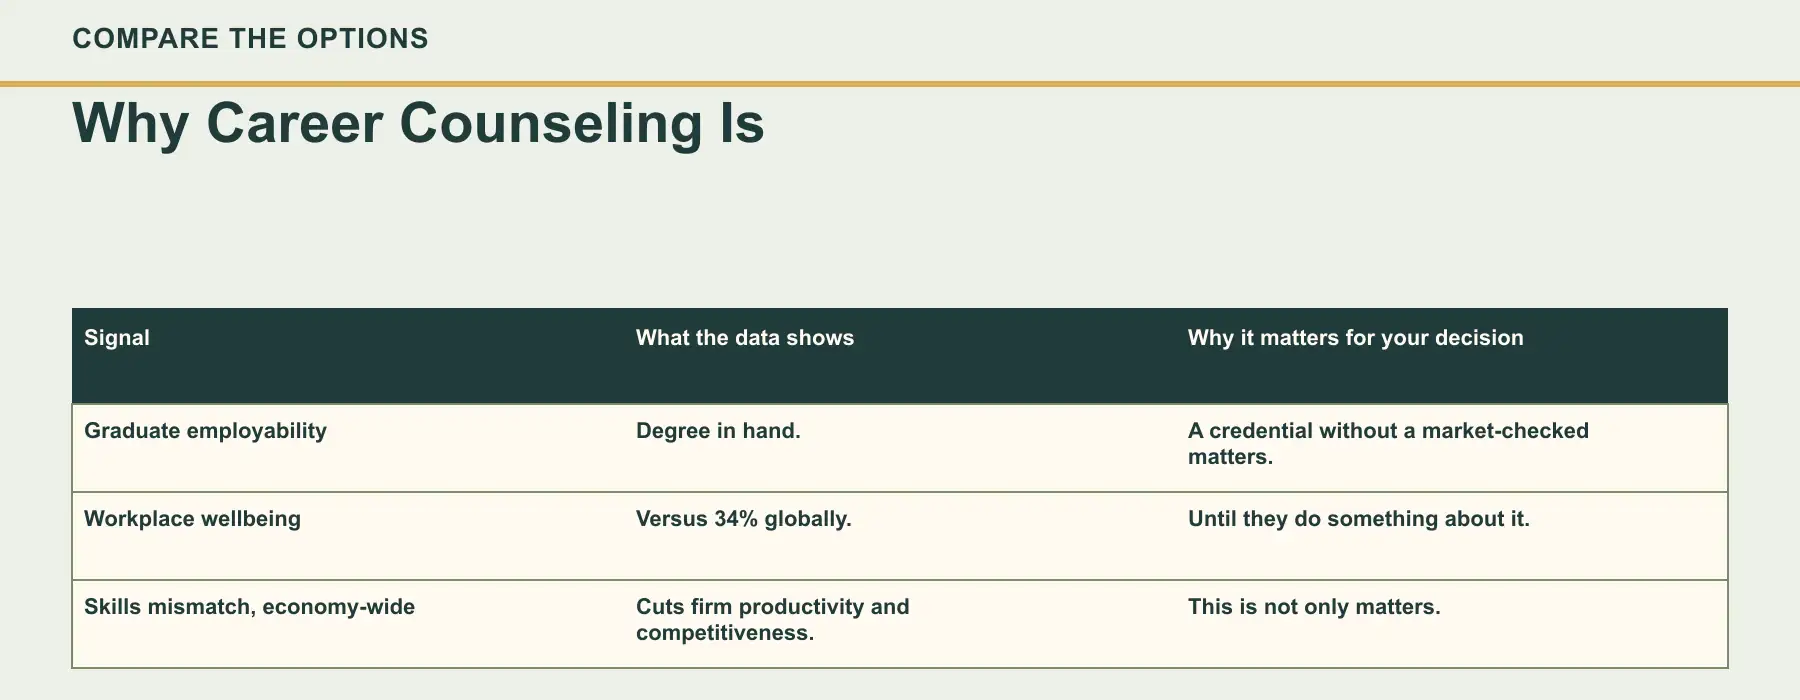 COMPARE THE OPTIONS
Why Career Counseling Is
Signal
What the data shows
Why it matters for your decision
Graduate employability
Degree in hand.
A credential without a market-checked
matters.
Workplace wellbeing
Versus 34% globally.
Until they do something about it.
Skills mismatch, economy-wide
Cuts firm productivity and
competitiveness.
This is not only matters.